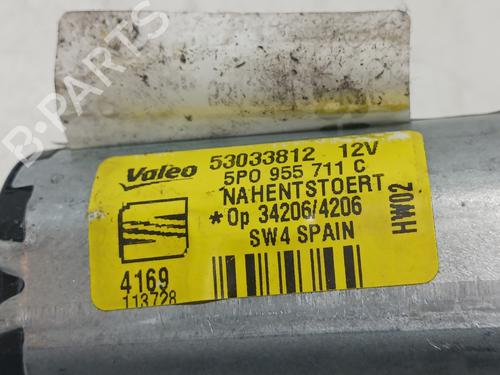 B-PARTS
Valeo 53033812 12V
5P0 955 711 C
NAHENTSTOERT
*Op 34206/4206
SW4 SPAIN
HW02
4169
113728